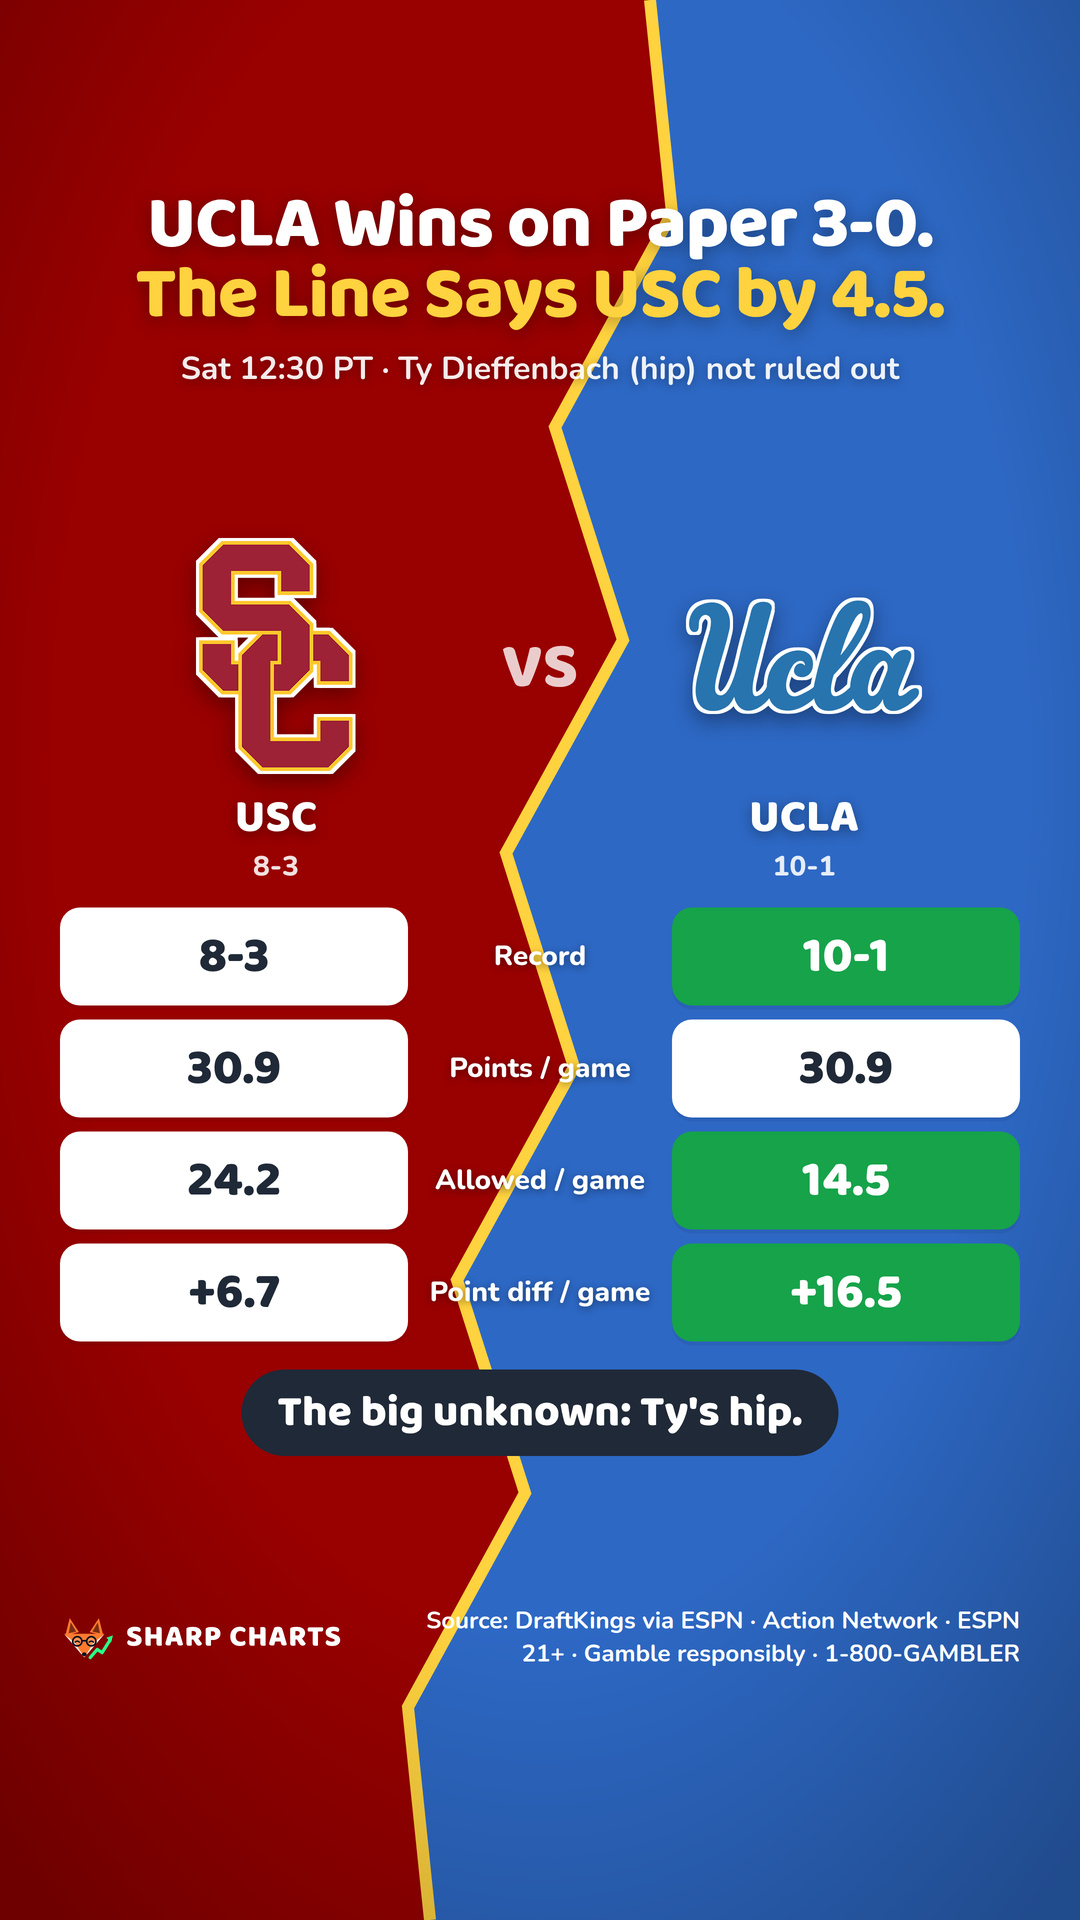 UCLA Wins on Paper 3-0.
The Line Says USC by 4.5.
Sat 12:30 PT · Ty Dieffenbach (hip) not ruled out
SC
VS
Ucla
USC
UCLA
8-3
10-1
8-3 Record 10-1
30.9 Points / game 30.9
24.2 Allowed / game 14.5
+6.7 Point diff / game +16.5
The big unknown: Ty's hip.
SHARP CHARTS
Source: DraftKings via ESPN · Action Network · ESPN
21+ · Gamble responsibly · 1-800-GAMBLER